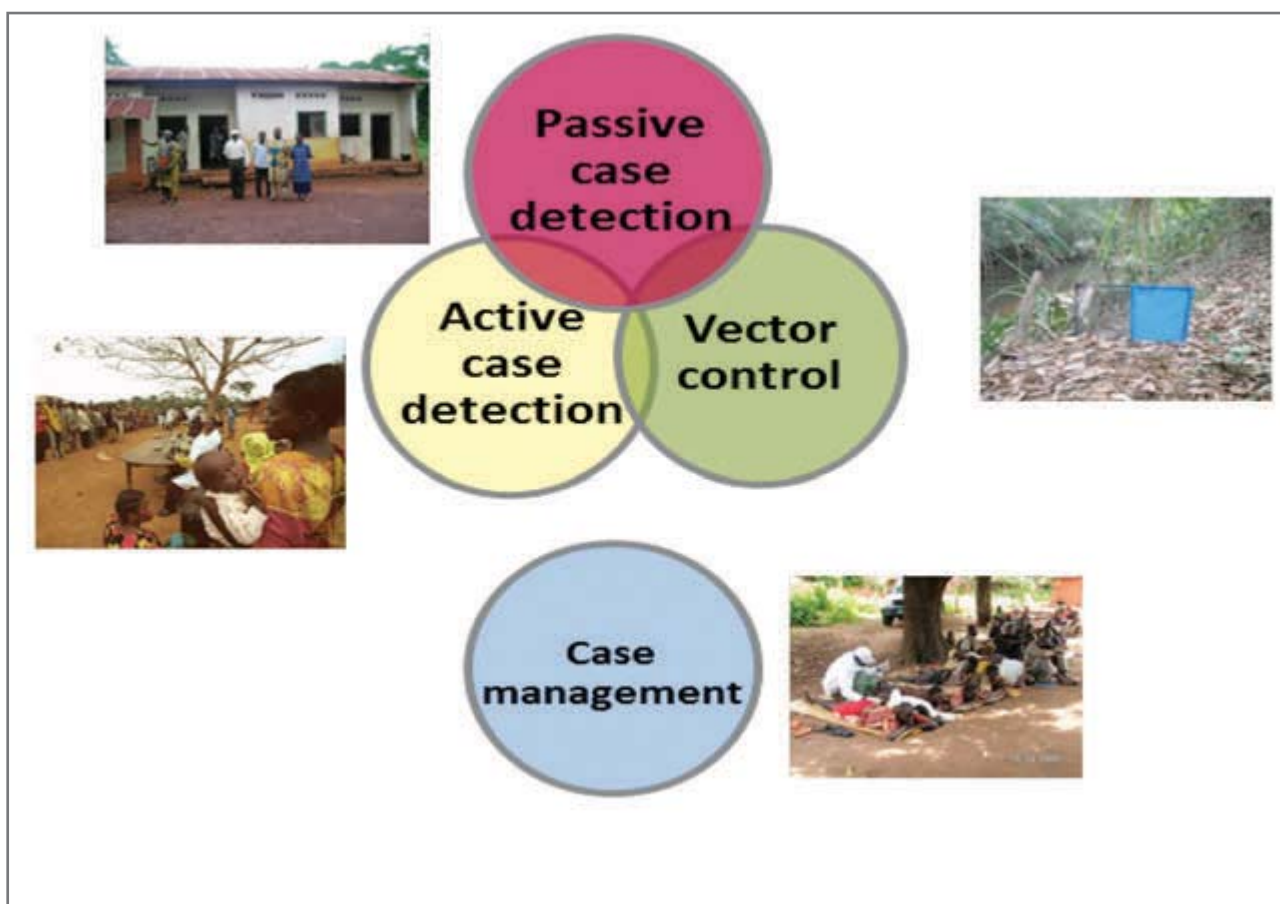 Passive
case
detection
Active
case
detection
Vector
control
Case
management